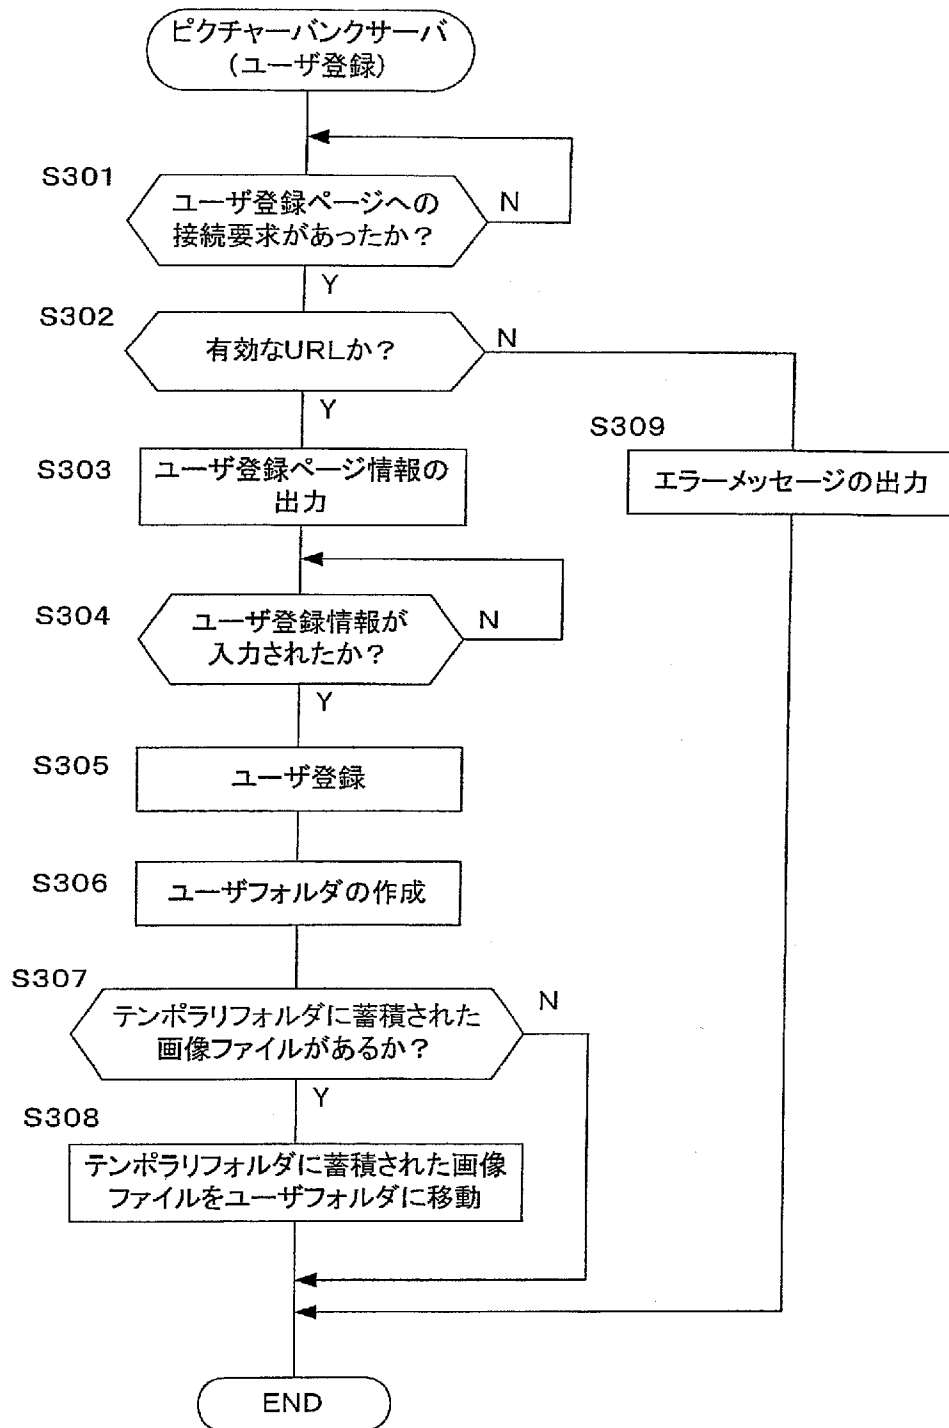 ピクチャーバンクサーバ
(ユーザ登録)
S301
ユーザ登録ページへの
接続要求があったか?
N
Y
S302
有効なURLか?
N
Y
S309
エラーメッセージの出力
S303
ユーザ登録ページ情報の
出力
S304
ユーザ登録情報が
入力されたか?
N
Y
S305
ユーザ登録
S306
ユーザフォルダの作成
S307
テンポラリフォルダに蓄積された
画像ファイルがあるか?
N
Y
S308
テンポラリフォルダに蓄積された画像
ファイルをユーザフォルダに移動
END